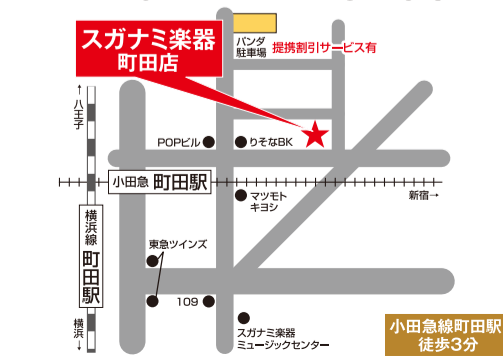 スガナミ楽器
町田店
パンダ
駐車場
提携割引サービス有
↑
八王子
POPビル
りそなBK
小田急 町田駅
新宿→
マツモト
キヨシ
横浜線
町田駅
東急ツインズ
109
横浜
↓
スガナミ楽器
ミュージックセンター
小田急線町田駅
徒歩3分